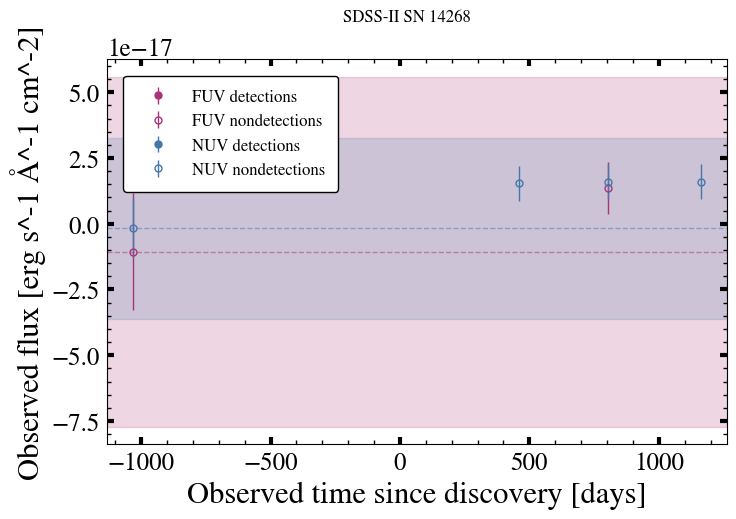 SDSS-II SN 14268
1e−17
FUV detections
FUV nondetections
NUV detections
NUV nondetections
5.0
2.5
0.0
−2.5
−5.0
−7.5
Observed flux [erg s^-1 Å^-1 cm^-2]
−1000 −500 0 500 1000
Observed time since discovery [days]